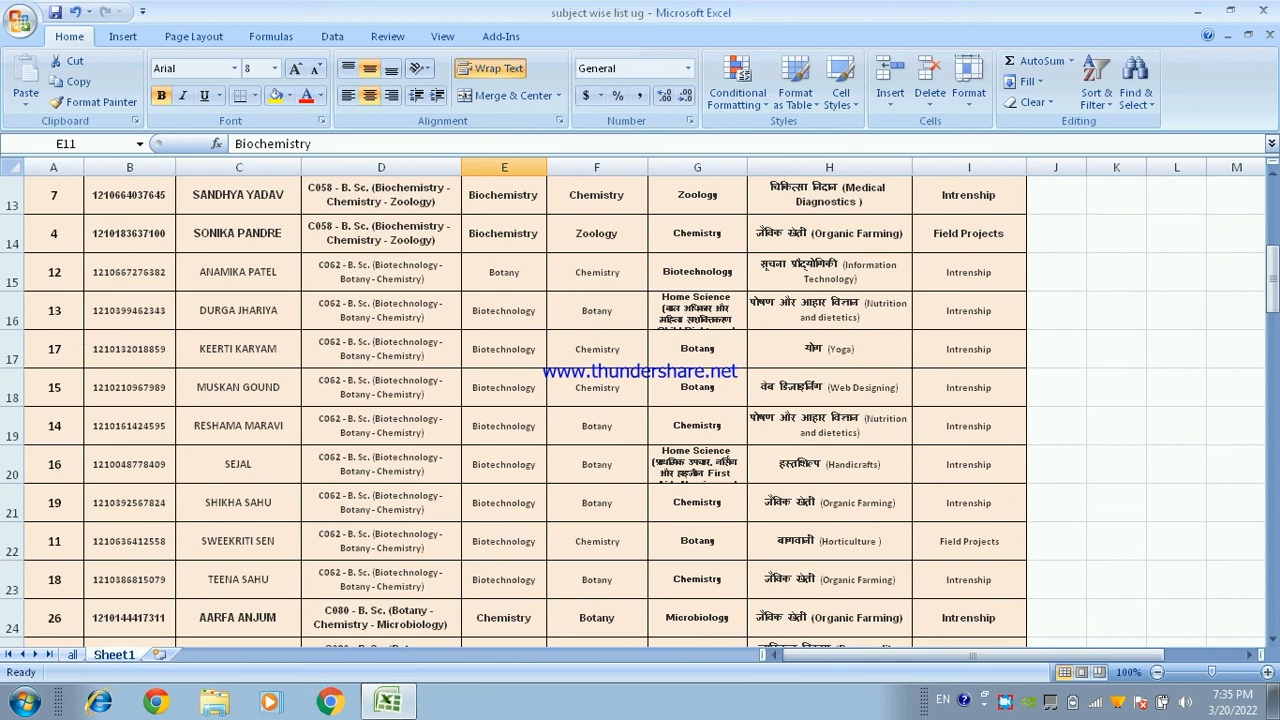 subject wise list ug - Microsoft Excel
Home Insert Page Layout Formulas Data Review View Add-Ins
Paste Cut Copy Format Painter Clipboard
Arial 8 Font
Wrap Text Merge & Center Alignment
General Number
Conditional Formatting Format as Table Cell Styles Styles
Insert Delete Format Cells
AutoSum Fill Clear Sort & Filter Find & Select Editing
E11 fx Biochemistry
A B C D E F G H I J K L M
13 7 1210664037645 SANDHYA YADAV C058 - B. Sc. (Biochemistry - Chemistry - Zoology) Biochemistry Chemistry Zoology चिकित्सा निदान (Medical Diagnostics ) Intrenship
14 4 1210183637100 SONIKA PANDRE C058 - B. Sc. (Biochemistry - Chemistry - Zoology) Biochemistry Zoology Chemistry जैविक खेती (Organic Farming) Field Projects
15 12 1210667276382 ANAMIKA PATEL C062 - B. Sc. (Biotechnology - Botany - Chemistry) Botany Chemistry Biotechnology सूचना प्रौद्योगिकी (Information Technology) Intrenship
16 13 1210399462343 DURGA JHARIYA C062 - B. Sc. (Biotechnology - Botany - Chemistry) Biotechnology Botany Home Science (बाल अधिकार और महिला सशक्तिकरण पोषण और आहार विज्ञान (Nutrition and dietetics) Intrenship
17 17 1210132018859 KEERTI KARYAM C062 - B. Sc. (Biotechnology - Botany - Chemistry) Biotechnology Chemistry Botany योग (Yoga) Intrenship
www.thundershare.net
18 15 1210210967989 MUSKAN GOUND C062 - B. Sc. (Biotechnology - Botany - Chemistry) Biotechnology Chemistry Botany वेब डिजाइनिंग (Web Designing) Intrenship
19 14 1210161424595 RESHAMA MARAVI C062 - B. Sc. (Biotechnology - Botany - Chemistry) Biotechnology Botany Chemistry पोषण और आहार विज्ञान (Nutrition and dietetics) Intrenship
20 16 1210048778409 SEJAL C062 - B. Sc. (Biotechnology - Botany - Chemistry) Biotechnology Botany Home Science (प्राथमिक उपचार, नर्सिंग और हाइजीन First हस्तशिल्प (Handicrafts) Intrenship
21 19 1210392567824 SHIKHA SAHU C062 - B. Sc. (Biotechnology - Botany - Chemistry) Biotechnology Botany Chemistry जैविक खेती (Organic Farming) Intrenship
22 11 1210636412558 SWEEKRITI SEN C062 - B. Sc. (Biotechnology - Botany - Chemistry) Biotechnology Chemistry Botany बागवानी (Horticulture ) Field Projects
23 18 1210386815079 TEENA SAHU C062 - B. Sc. (Biotechnology - Botany - Chemistry) Biotechnology Botany Chemistry जैविक खेती (Organic Farming) Intrenship
24 26 1210144417311 AARFA ANJUM C080 - B. Sc. (Botany - Chemistry - Microbiology) Chemistry Botany Microbiology जैविक खेती (Organic Farming) Intrenship
all Sheet1
Ready 100%
EN 7:35 PM
3/20/2022